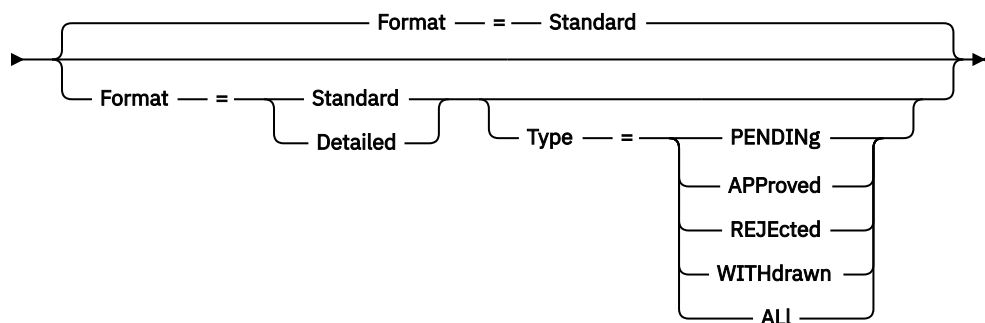 Format = Standard
Format = Standard
Detailed
Type = PENDINg
APProved
REJEcted
WITHdrawn
ALl